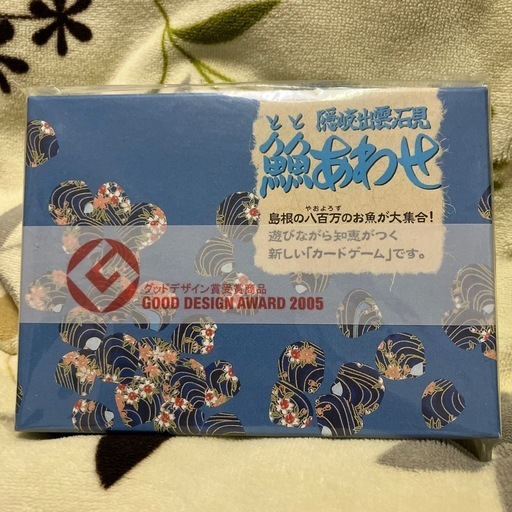 隠岐出雲石見
とと
鱻あわせ
やおよろず
島根の八百万のお魚が大集合!
遊びながら知恵がつく
新しい「カードゲーム」です。
グッドデザイン賞受賞商品
GOOD DESIGN AWARD 2005